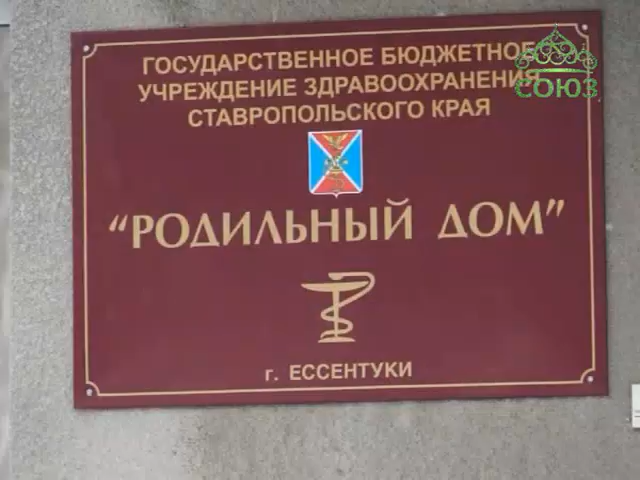 ГОСУДАРСТВЕННОЕ БЮДЖЕТНОЕ
УЧРЕЖДЕНИЕ ЗДРАВООХРАНЕНИЯ
СТАВРОПОЛЬСКОГО КРАЯ
СОЮЗ
“РОДИЛЬНЫЙ ДОМ”
г. ЕССЕНТУКИ